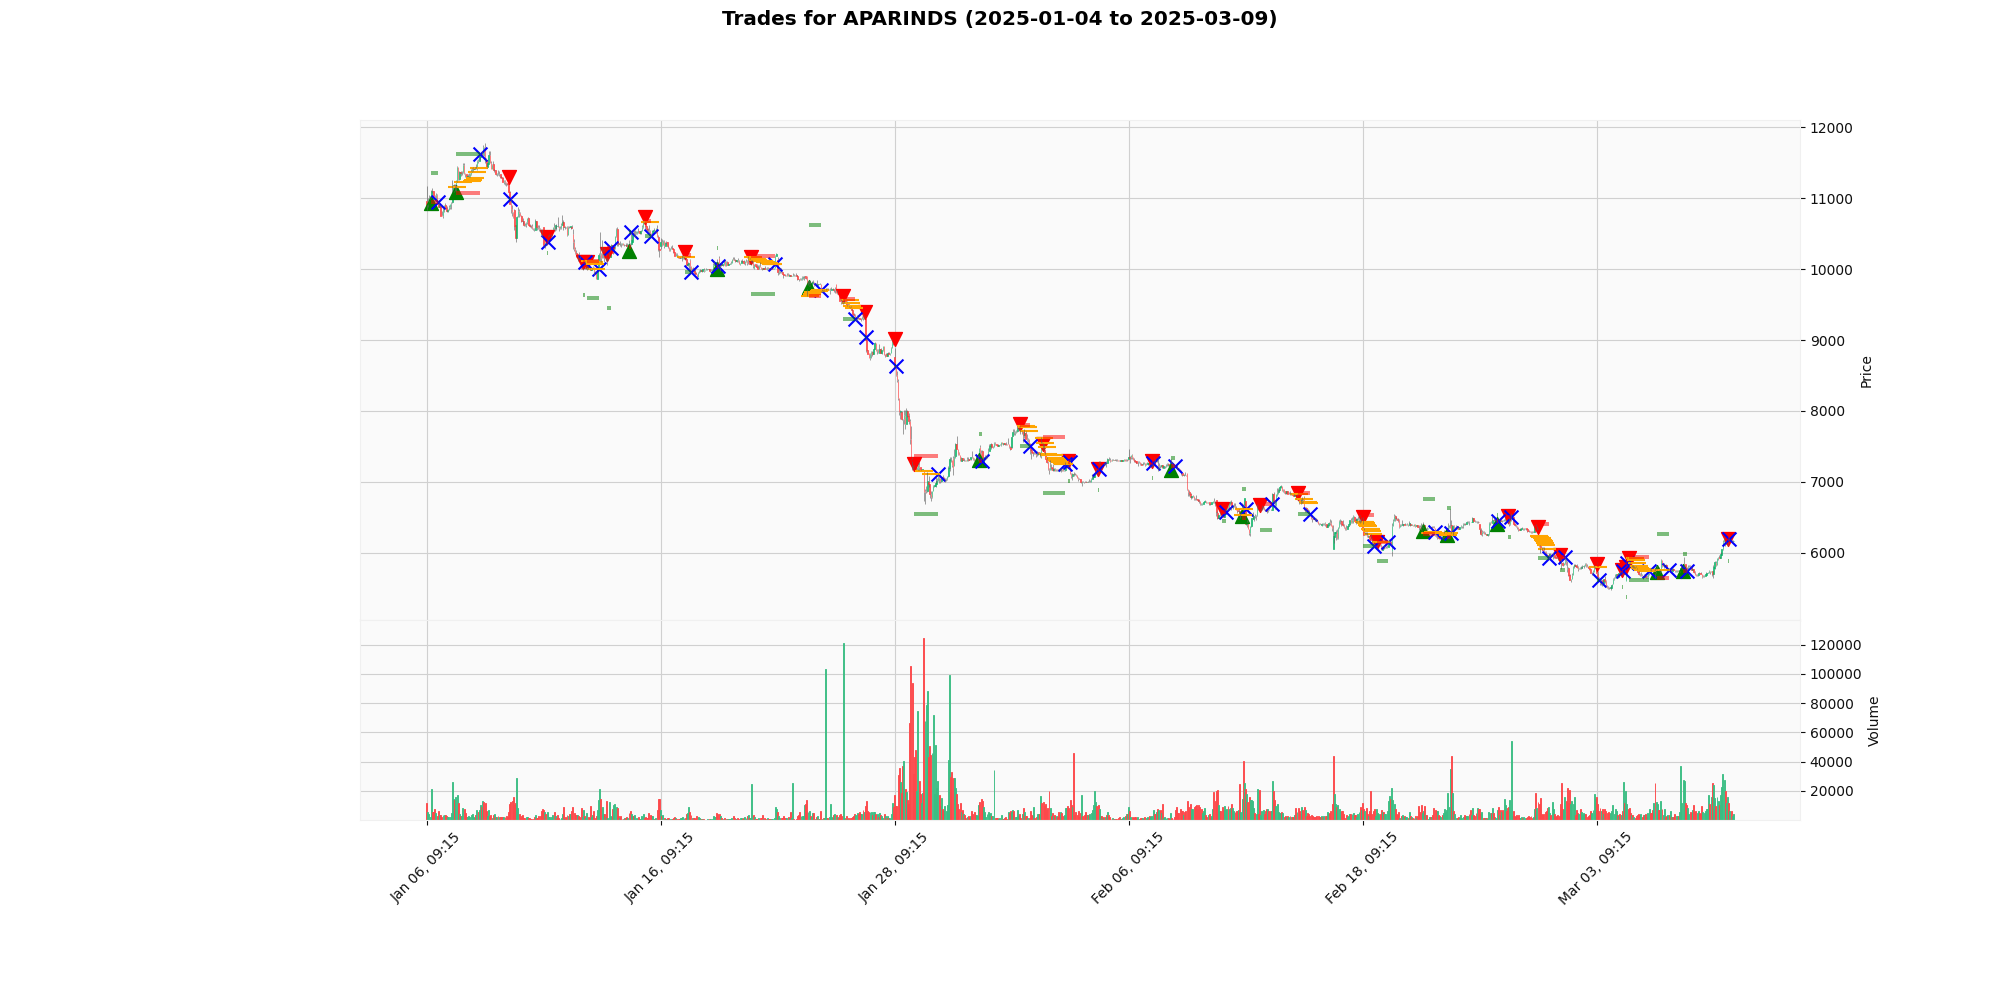 Trades for APARINDS (2025-01-04 to 2025-03-09)
12000
11000
10000
9000
8000
7000
6000
Price
120000
100000
80000
60000
40000
20000
Volume
Jan 06, 09:15
Jan 16, 09:15
Jan 28, 09:15
Feb 06, 09:15
Feb 18, 09:15
Mar 03, 09:15